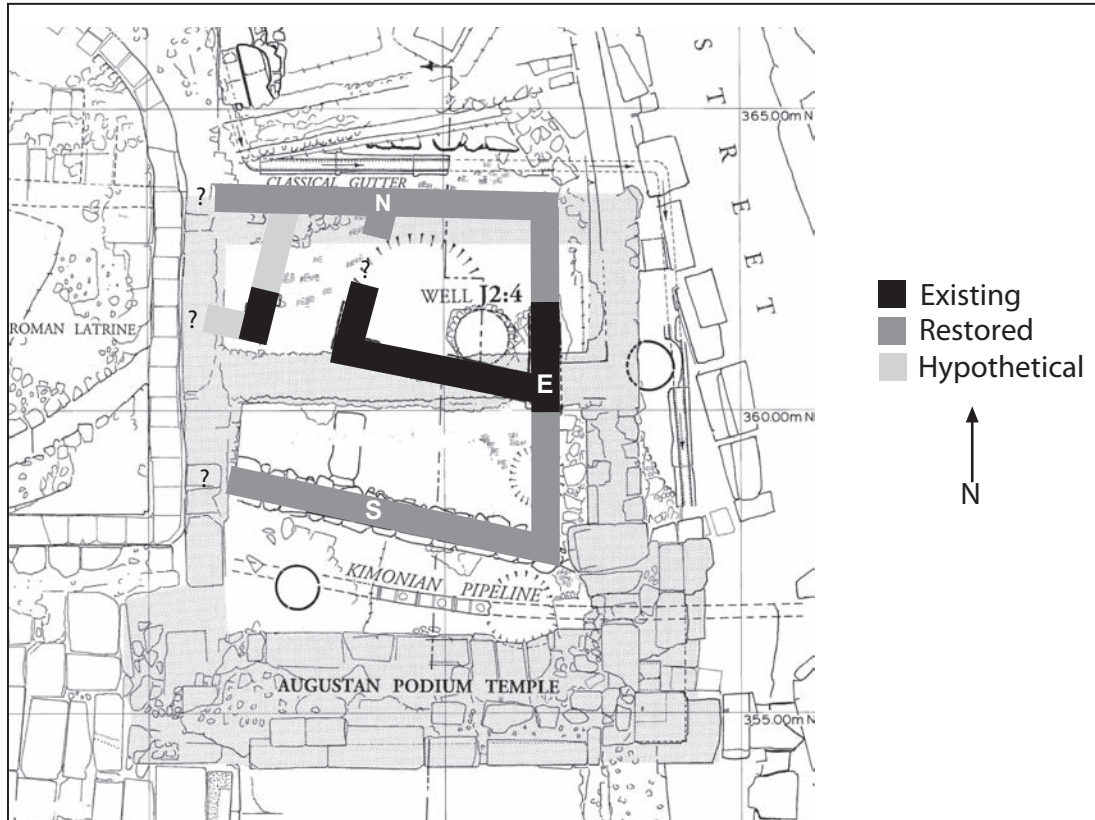 STREET
365.00m N
CLASSICAL GUTTER
?
N
?
WELL J2:4
?
ROMAN LATRINE
E
360.00m N
?
S
KIMONIAN PIPELINE
AUGUSTAN PODIUM TEMPLE
355.00m N
Existing
Restored
Hypothetical
N